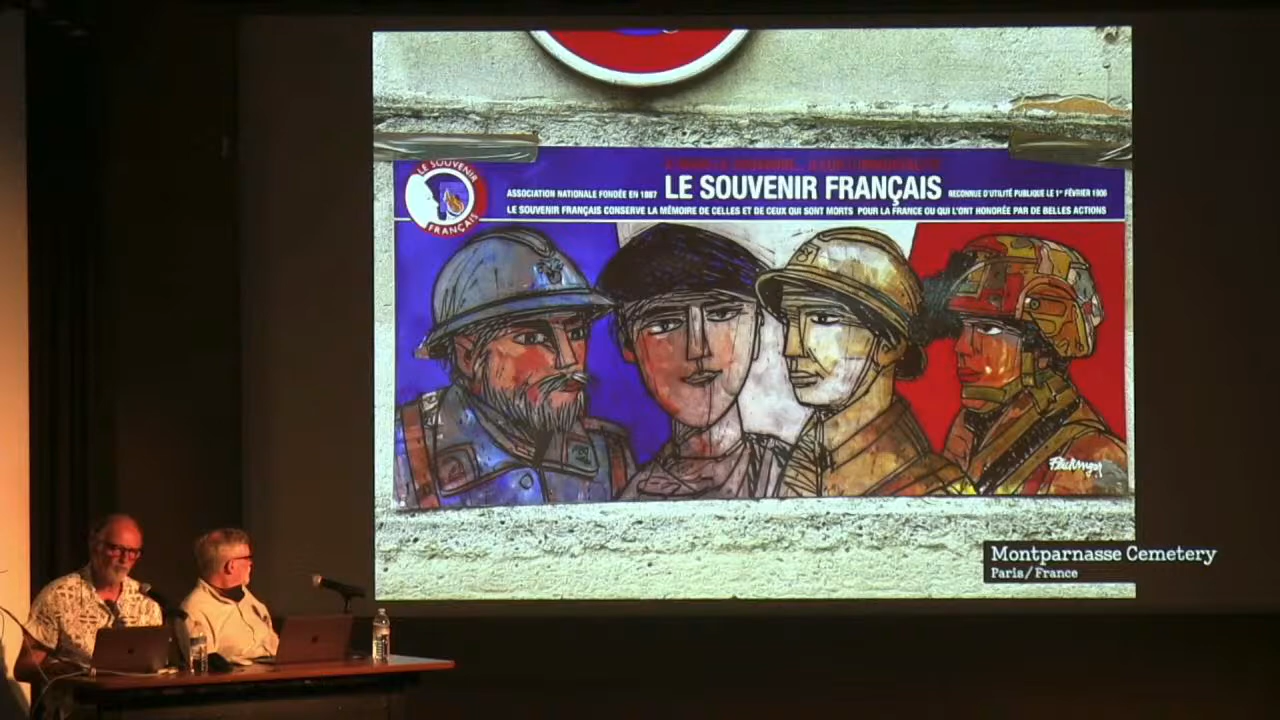 LE SOUVENIR
FRANÇAIS
ASSOCIATION NATIONALE FONDÉE EN 1887 LE SOUVENIR FRANÇAIS RECONNUE D'UTILITÉ PUBLIQUE LE 1er FÉVRIER 1906
LE SOUVENIR FRANÇAIS CONSERVE LA MÉMOIRE DE CELLES ET DE CEUX QUI SONT MORTS POUR LA FRANCE OU QUI L'ONT HONORÉE PAR DE BELLES ACTIONS
Montparnasse Cemetery
Paris/France